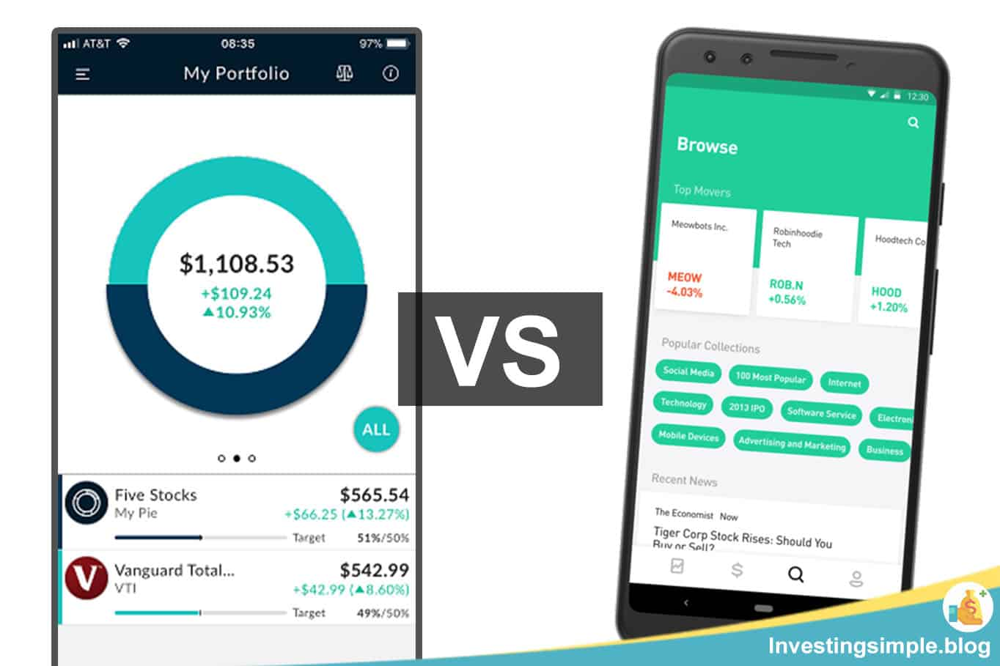 AT&T 08:35 97%
My Portfolio
$1,108.53
+$109.24
▲10.93%
ALL
Five Stocks $565.54
My Pie +$66.25 (▲13.27%)
Target 51%/50%
V
Vanguard Total... $542.99
VTI +$42.99 (▲8.60%)
Target 49%/50%
VS
12:30
Browse
Top Movers
Meowbots Inc.
MEOW
-4.03%
Robinhoodie
Tech
ROB.N
+0.56%
Hoodtech Co
HOOD
+1.20%
Popular Collections
Social Media 100 Most Popular Internet
Technology 2013 IPO Software Service Electroni
Mobile Devices Advertising and Marketing Business
Recent News
The Economist Now
Tiger Corp Stock Rises: Should You
Buy or Sell?
$
Investingsimple.blog